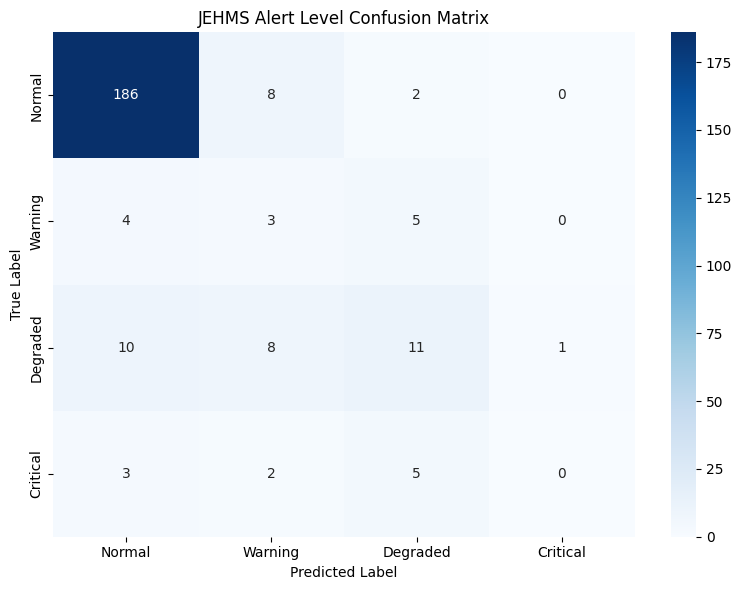 JEHMS Alert Level Confusion Matrix
True Label
Normal 186 8 2 0
Warning 4 3 5 0
Degraded 10 8 11 1
Critical 3 2 5 0
Normal Warning Degraded Critical
Predicted Label
175
150
125
100
75
50
25
0